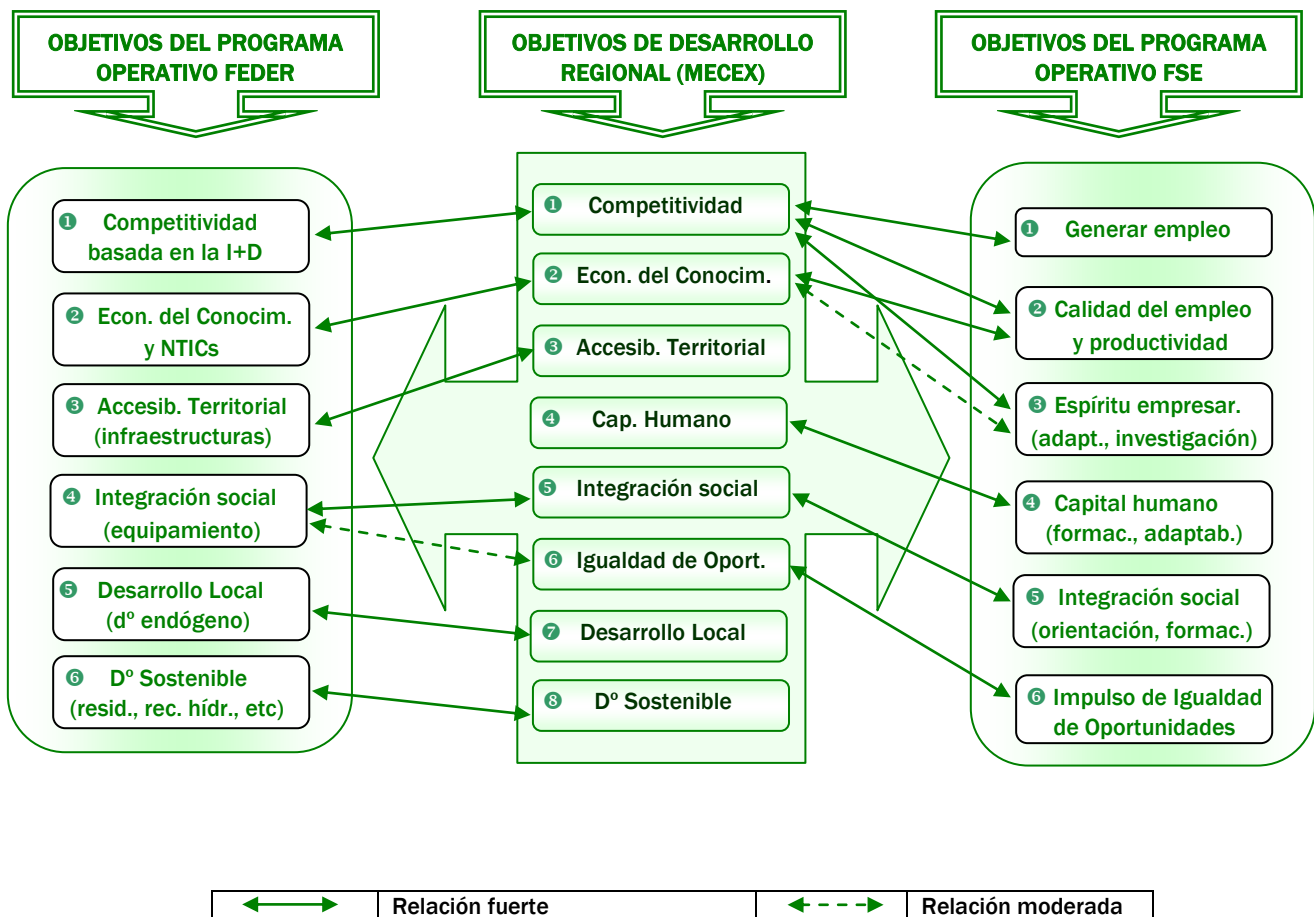 OBJETIVOS DEL PROGRAMA
OPERATIVO FEDER
OBJETIVOS DE DESARROLLO
REGIONAL (MECEX)
OBJETIVOS DEL PROGRAMA
OPERATIVO FSE
❶ Competitividad
basada en la I+D
❷ Econ. del Conocim.
y NTICs
❸ Accesib. Territorial
(infraestructuras)
❹ Integración social
(equipamiento)
❺ Desarrollo Local
(dº endógeno)
❻ Dº Sostenible
(resid., rec. hídr., etc)
❶ Competitividad
❷ Econ. del Conocim.
❸ Accesib. Territorial
❹ Cap. Humano
❺ Integración social
❻ Igualdad de Oport.
❼ Desarrollo Local
❽ Dº Sostenible
❶ Generar empleo
❷ Calidad del empleo
y productividad
❸ Espíritu empresar.
(adapt., investigación)
❹ Capital humano
(formac., adaptab.)
❺ Integración social
(orientación, formac.)
❻ Impulso de Igualdad
de Oportunidades
Relación fuerte
Relación moderada